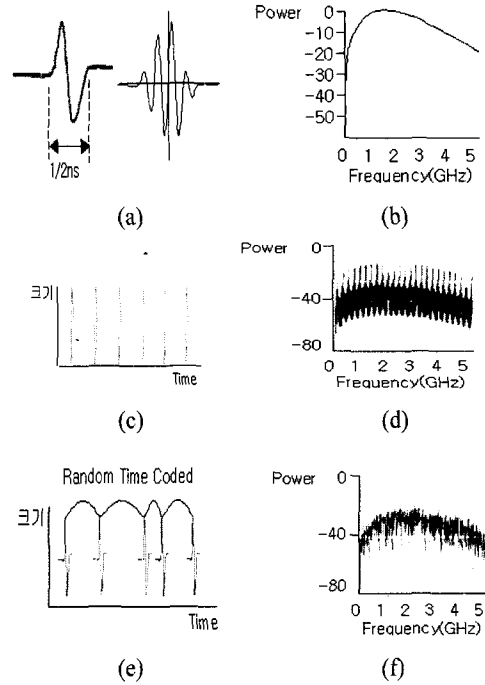 Power
0
-10
-20
-30
-40
-50
0 1 2 3 4 5
Frequency(GHz)
1/2ns
(a)
(b)
크기
Time
(c)
Power
0
-40
-80
0 1 2 3 4 5
Frequency(GHz)
(d)
Random Time Coded
크기
Time
(e)
Power
0
-40
-80
0 1 2 3 4 5
Frequency(GHz)
(f)